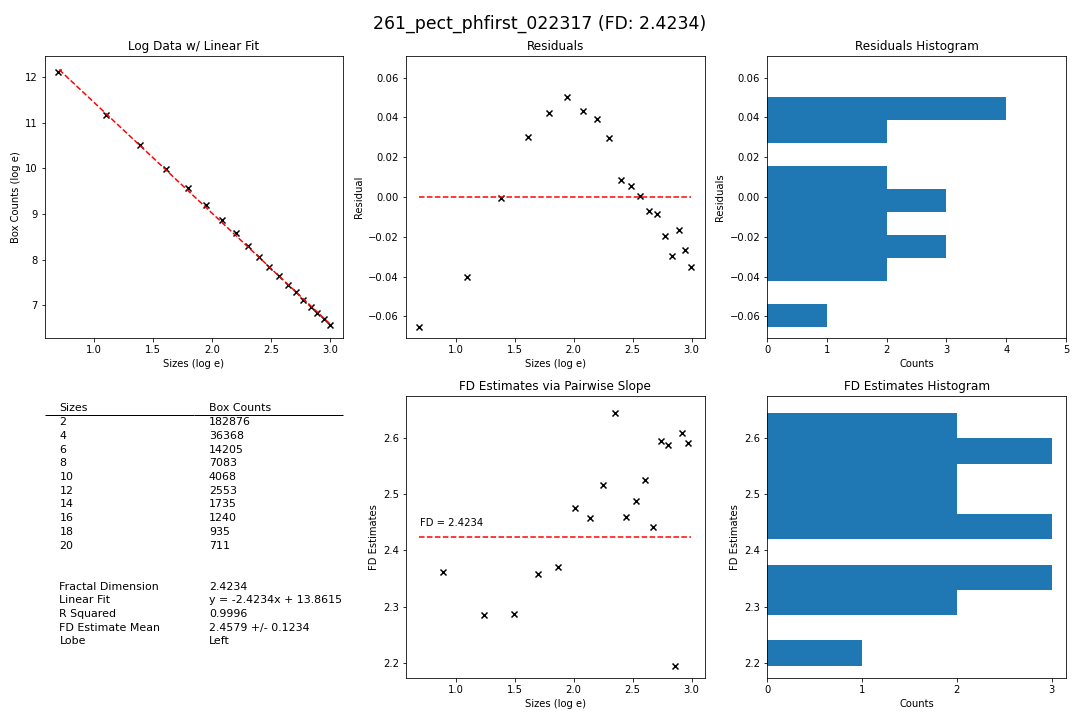 261_pect_phfirst_022317 (FD: 2.4234)
Log Data w/ Linear Fit
Box Counts (log e)
12
11
10
9
8
7
1.0 1.5 2.0 2.5 3.0
Sizes (log e)
Residuals
Residual
0.06
0.04
0.02
0.00
−0.02
−0.04
−0.06
1.0 1.5 2.0 2.5 3.0
Sizes (log e)
Residuals Histogram
Residuals
0.06
0.04
0.02
0.00
−0.02
−0.04
−0.06
0 1 2 3 4 5
Counts
Sizes Box Counts
2 182876
4 36368
6 14205
8 7083
10 4068
12 2553
14 1735
16 1240
18 935
20 711
Fractal Dimension 2.4234
Linear Fit y = -2.4234x + 13.8615
R Squared 0.9996
FD Estimate Mean 2.4579 +/- 0.1234
Lobe Left
FD Estimates via Pairwise Slope
FD Estimates
2.6
2.5
2.4
2.3
2.2
FD = 2.4234
1.0 1.5 2.0 2.5 3.0
Sizes (log e)
FD Estimates Histogram
FD Estimates
2.6
2.5
2.4
2.3
2.2
0 1 2 3
Counts